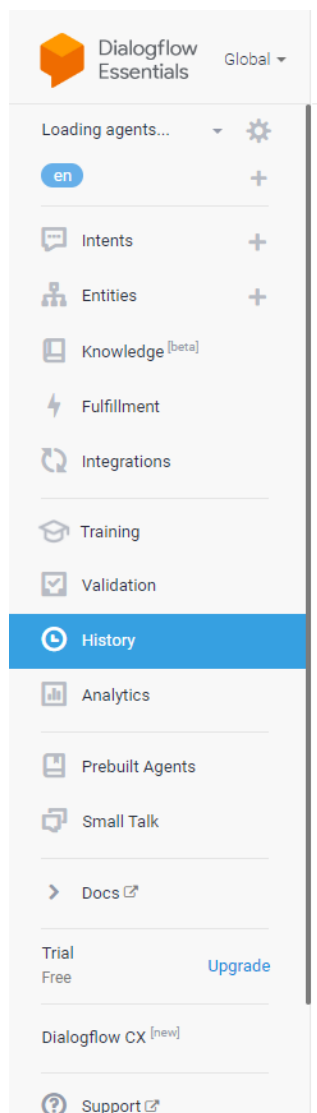 Dialogflow
Essentials
Global
Loading agents...
en
Intents
Entities
Knowledge [beta]
Fulfillment
Integrations
Training
Validation
History
Analytics
Prebuilt Agents
Small Talk
Docs
Trial
Free
Upgrade
Dialogflow CX [new]
Support